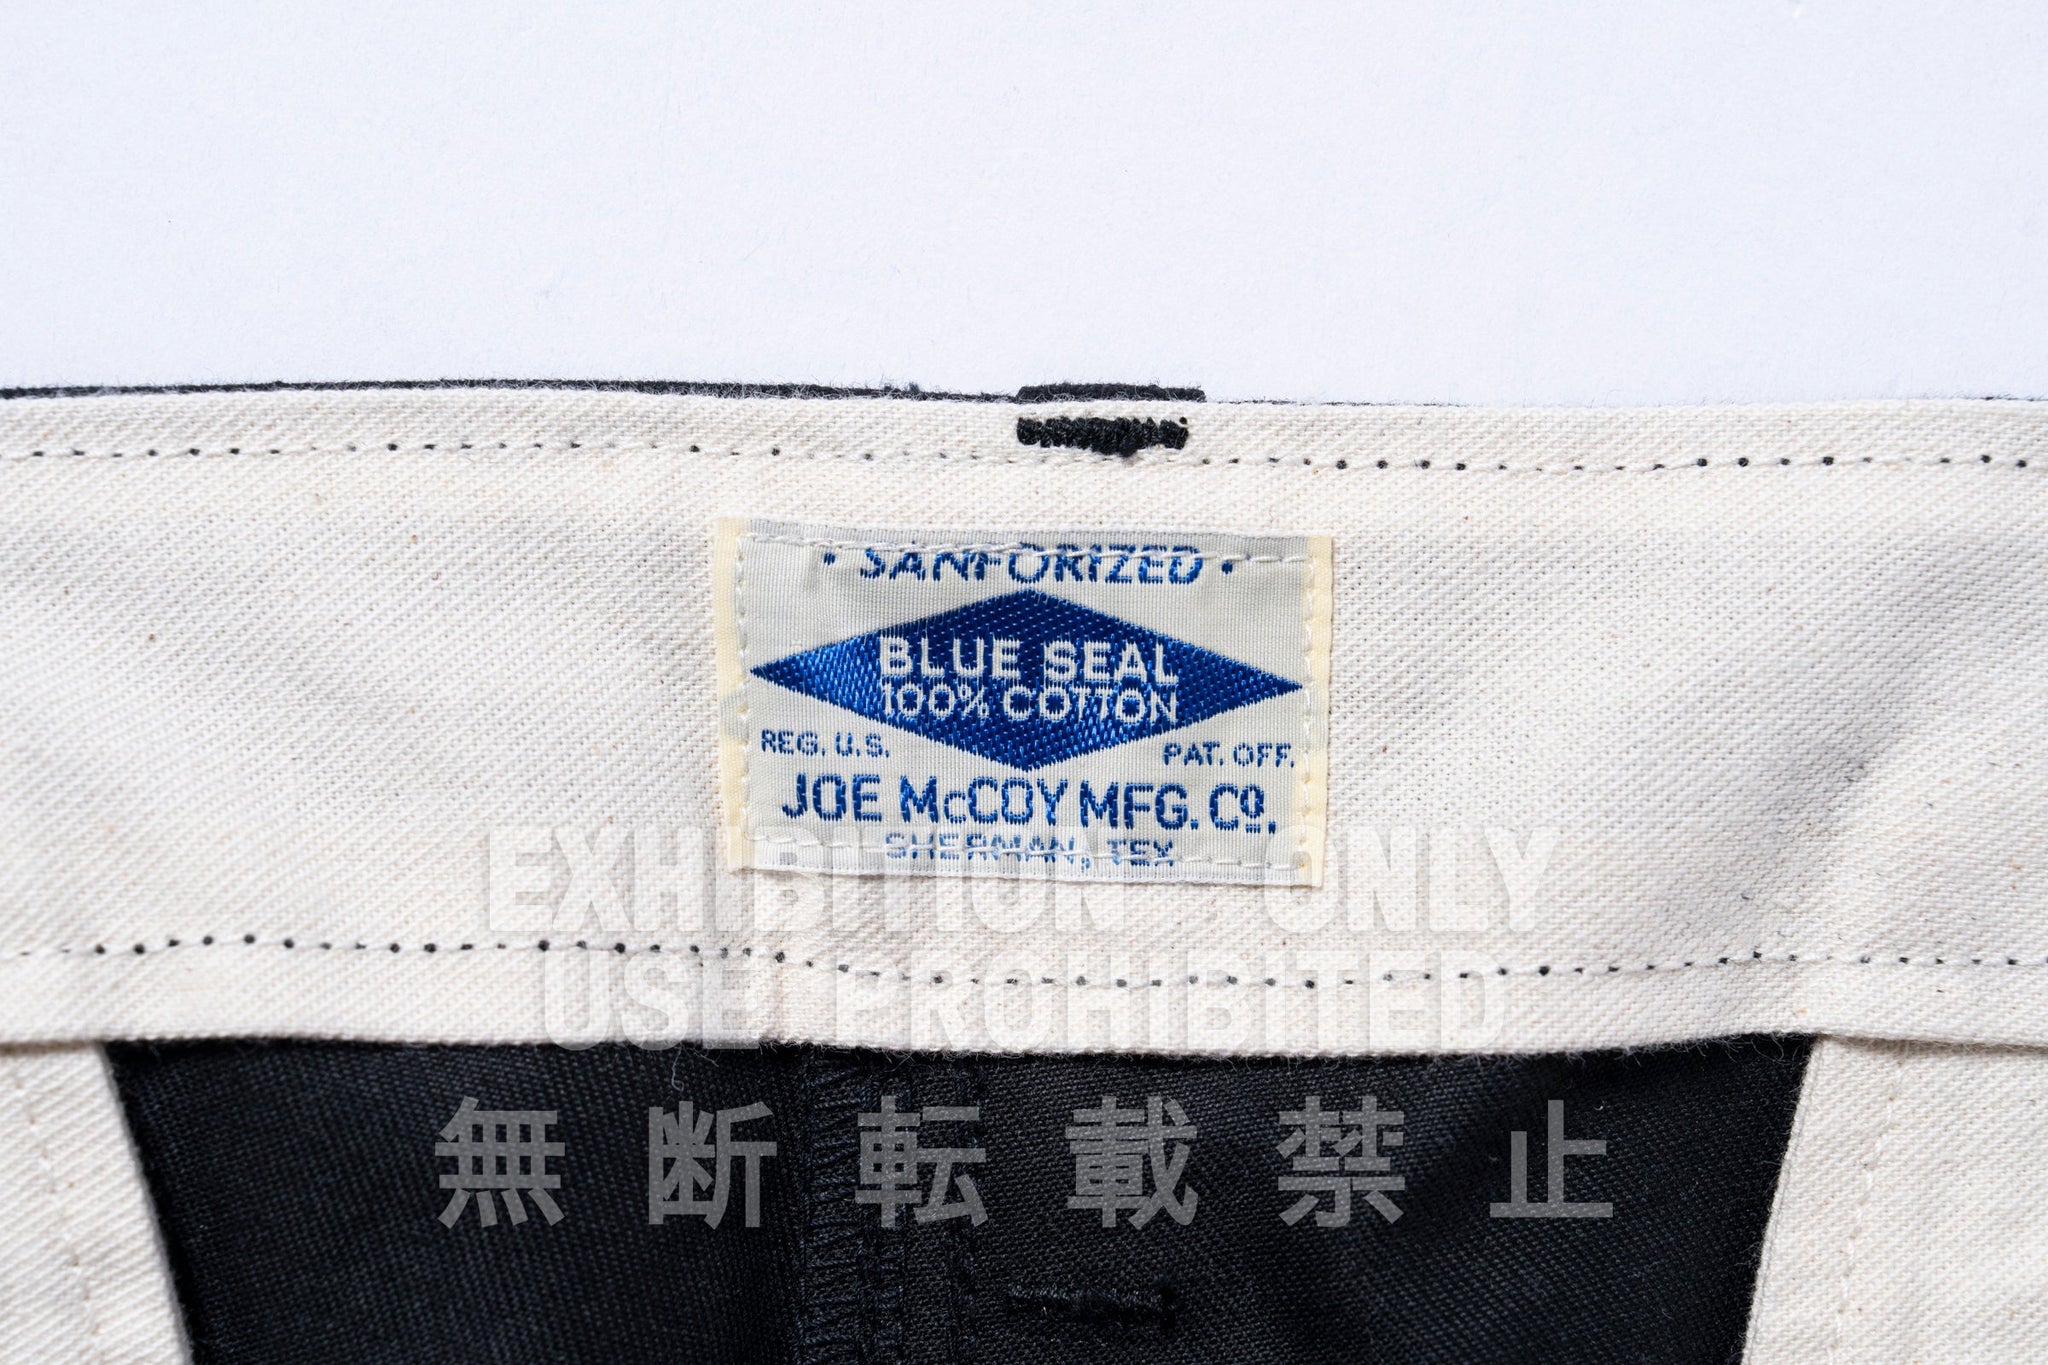 • SANFORIZED •
BLUE SEAL
100% COTTON
REG. U.S. PAT. OFF.
JOE McCOY MFG. Co.
SHERMAN, TEX
EXHIBITION ONLY
USE PROHIBITED
無断転載禁止